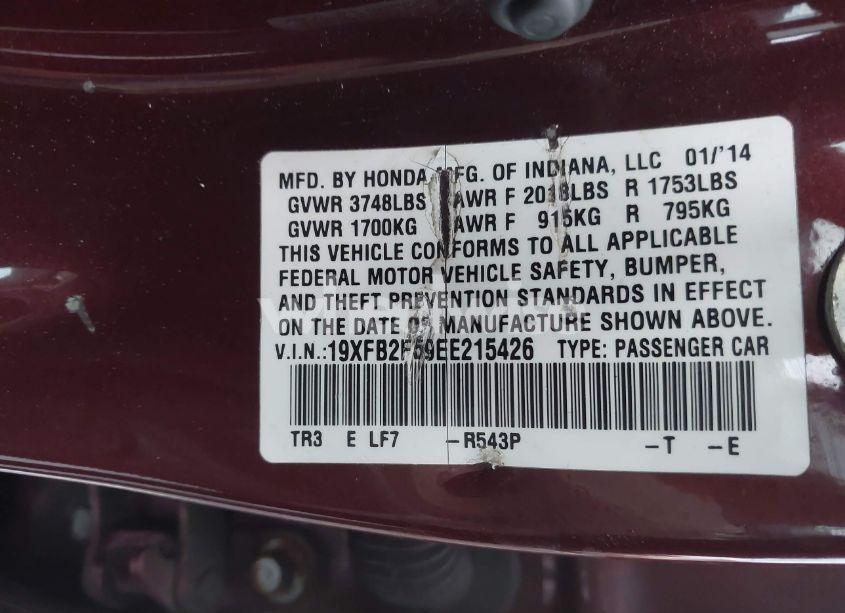 MFD. BY HONDA MFG. OF INDIANA, LLC 01/'14
GVWR 3748LBS GAWR F 2018LBS R 1753LBS
GVWR 1700KG GAWR F 915KG R 795KG
THIS VEHICLE CONFORMS TO ALL APPLICABLE
FEDERAL MOTOR VEHICLE SAFETY, BUMPER,
AND THEFT PREVENTION STANDARDS IN EFFECT
ON THE DATE OF MANUFACTURE SHOWN ABOVE.
V.I.N.:19XFB2F59EE215426 TYPE: PASSENGER CAR
TR3 E LF7 -R543P -T -E